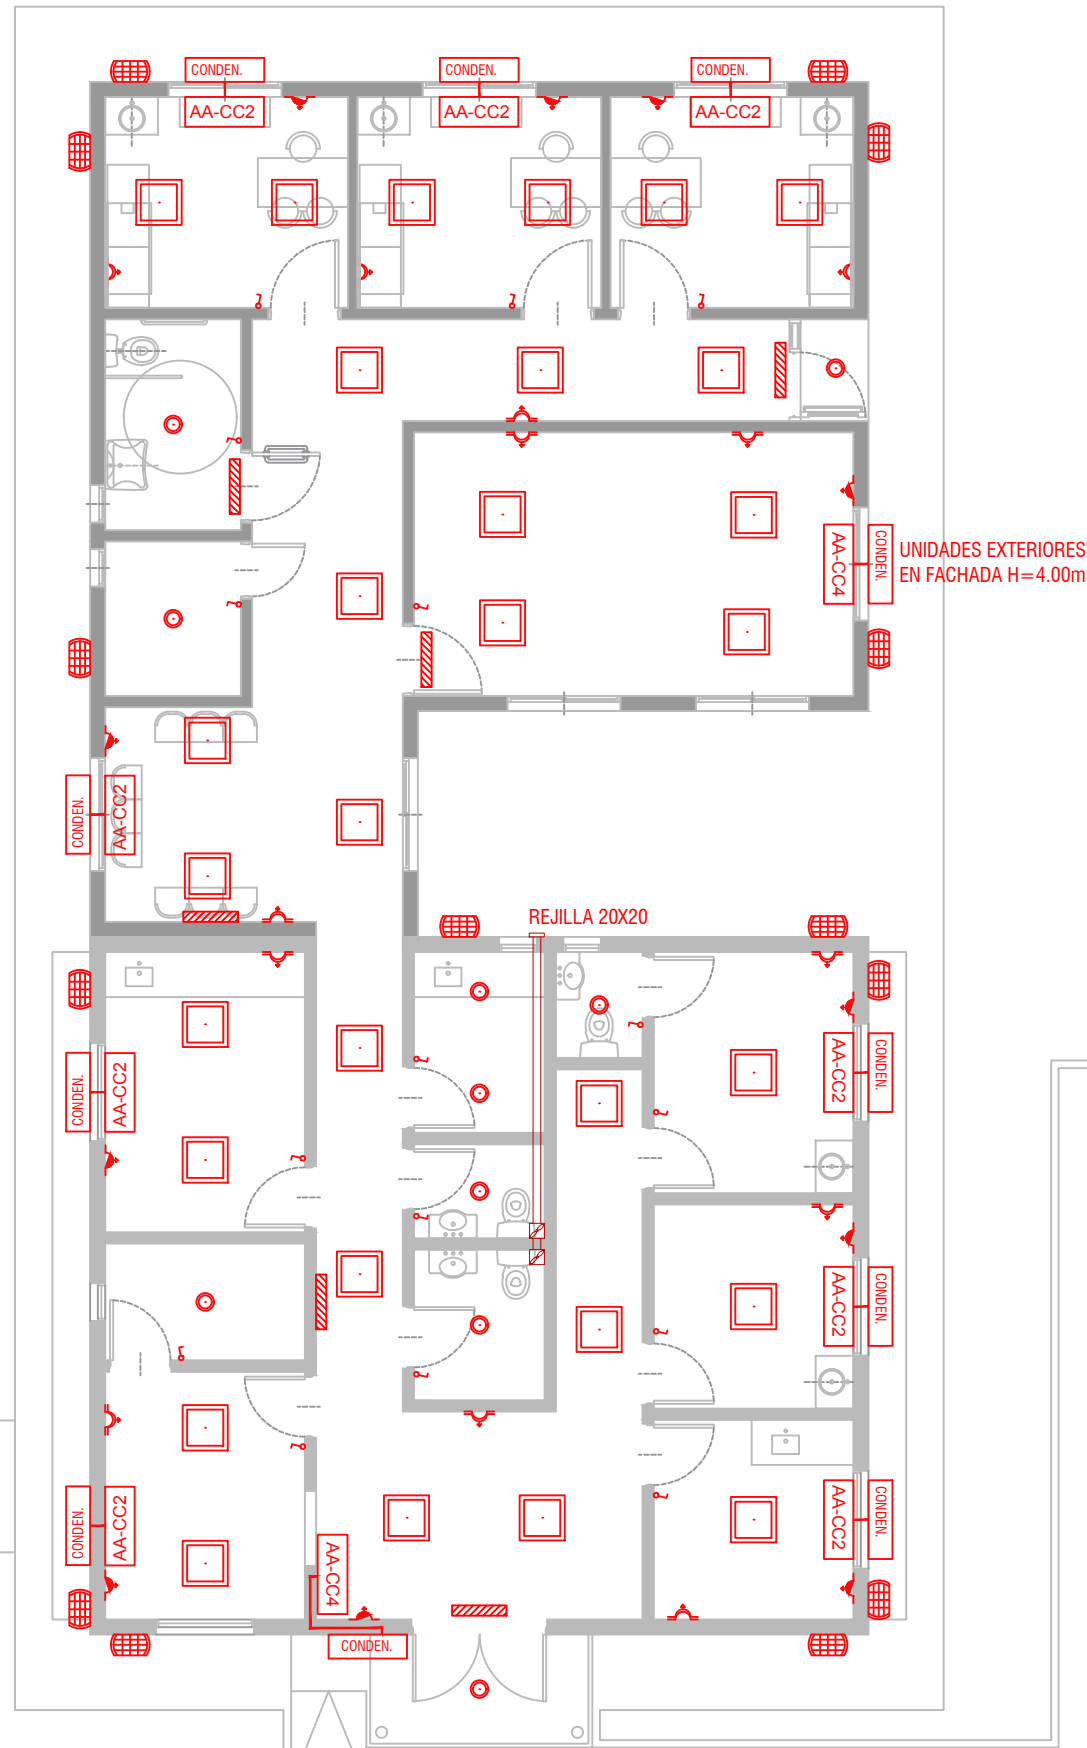 CONDEN.
CONDEN.
CONDEN.
AA-CC2
AA-CC2
AA-CC2
AA-CC4
CONDEN.
UNIDADES EXTERIORES
EN FACHADA H=4.00m
CONDEN.
AA-CC2
REJILLA 20X20
CONDEN.
AA-CC2
AA-CC2
CONDEN.
AA-CC2
CONDEN.
CONDEN.
AA-CC2
AA-CC2
CONDEN.
AA-CC4
CONDEN.